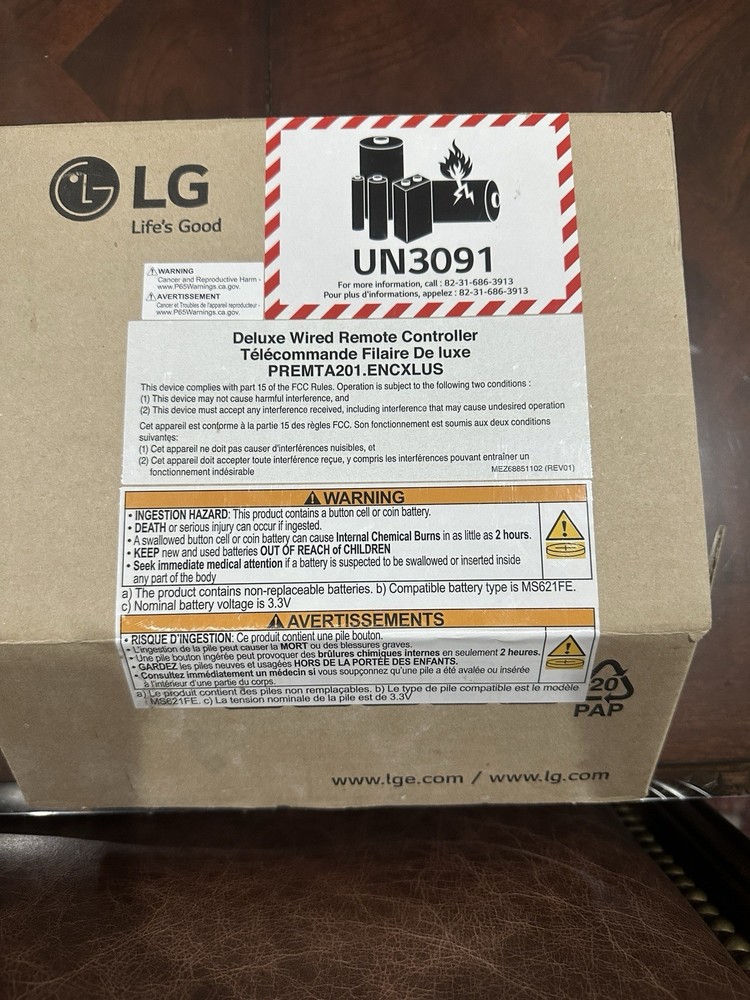 LG
Life's Good
UN3091
For more information, call : 82-31-686-3913
Pour plus d'informations, appelez : 82-31-686-3913
WARNING
Cancer and Reproductive Harm -
www.P65Warnings.ca.gov.
AVERTISSEMENT
Cancer et Troubles de l'appareil reproducteur -
www.P65Warnings.ca.gov.
Deluxe Wired Remote Controller
Télécommande Filaire De luxe
PREMTA201.ENCXLUS
This device complies with part 15 of the FCC Rules. Operation is subject to the following two conditions :
(1) This device may not cause harmful interference, and
(2) This device must accept any interference received, including interference that may cause undesired operation
Cet appareil est conforme à la partie 15 des règles FCC. Son fonctionnement est soumis aux deux conditions
suivantes:
(1) Cet appareil ne doit pas causer d'interférences nuisibles, et
(2) Cet appareil doit accepter toute interférence reçue, y compris les interférences pouvant entraîner un
fonctionnement indésirable
MEZ68851102 (REV01)
WARNING
• INGESTION HAZARD: This product contains a button cell or coin battery.
• DEATH or serious injury can occur if ingested.
• A swallowed button cell or coin battery can cause Internal Chemical Burns in as little as 2 hours.
• KEEP new and used batteries OUT OF REACH of CHILDREN
• Seek immediate medical attention if a battery is suspected to be swallowed or inserted inside
any part of the body
a) The product contains non-replaceable batteries. b) Compatible battery type is MS621FE.
c) Nominal battery voltage is 3.3V
AVERTISSEMENTS
• RISQUE D'INGESTION: Ce produit contient une pile bouton.
• L'ingestion de la pile peut causer la MORT ou des blessures graves.
• Une pile bouton ingérée peut provoquer des brûlures chimiques internes en seulement 2 heures.
• GARDEZ les piles neuves et usagées HORS DE LA PORTÉE DES ENFANTS.
• Consultez immédiatement un médecin si vous soupçonnez qu'une pile a été avalée ou insérée
à l'intérieur d'une partie du corps.
a) Le produit contient des piles non remplaçables. b) Le type de pile compatible est le modèle
: MS621FE. c) La tension nominale de la pile est de 3.3V
20
PAP
www.lge.com / www.lg.com